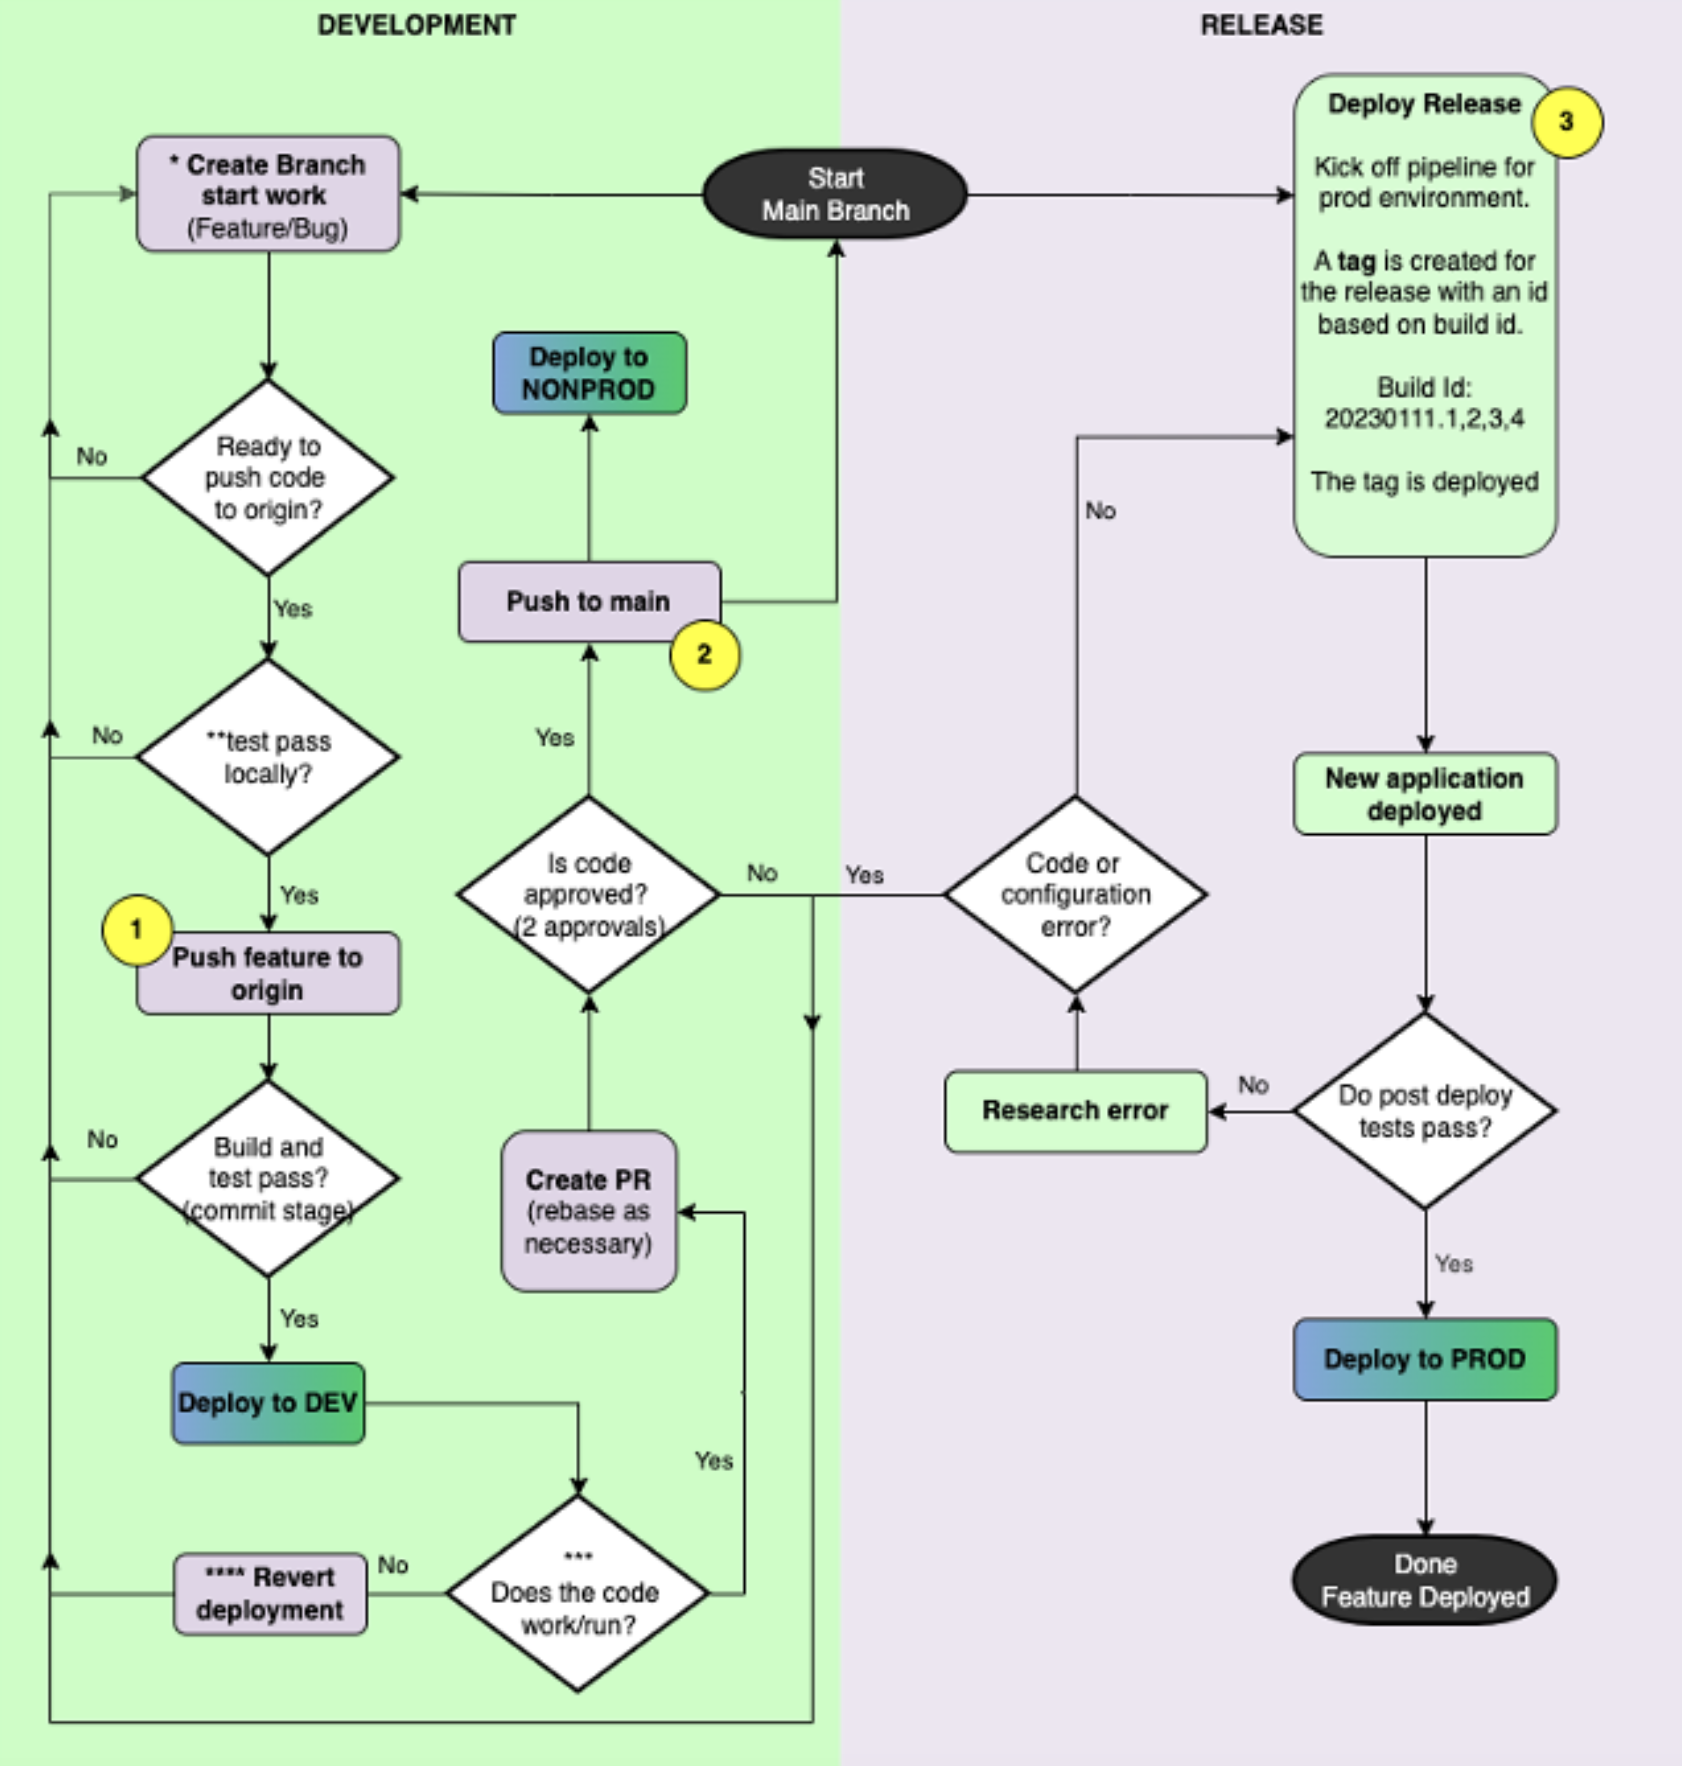 DEVELOPMENT
RELEASE
* Create Branch
start work
(Feature/Bug)
Ready to
push code
to origin?
No
Yes
**test pass
locally?
No
Yes
1
Push feature to
origin
Build and
test pass?
(commit stage)
No
Yes
Deploy to DEV
***
Does the code
work/run?
No
**** Revert
deployment
Yes
Create PR
(rebase as
necessary)
Is code
approved?
(2 approvals)
No
Yes
Push to main
2
Deploy to
NONPROD
Start
Main Branch
Deploy Release
3
Kick off pipeline for
prod environment.
A tag is created for
the release with an id
based on build id.
Build Id:
20230111.1,2,3,4
The tag is deployed
New application
deployed
Do post deploy
tests pass?
No
Research error
Code or
configuration
error?
Yes
No
Yes
Deploy to PROD
Done
Feature Deployed